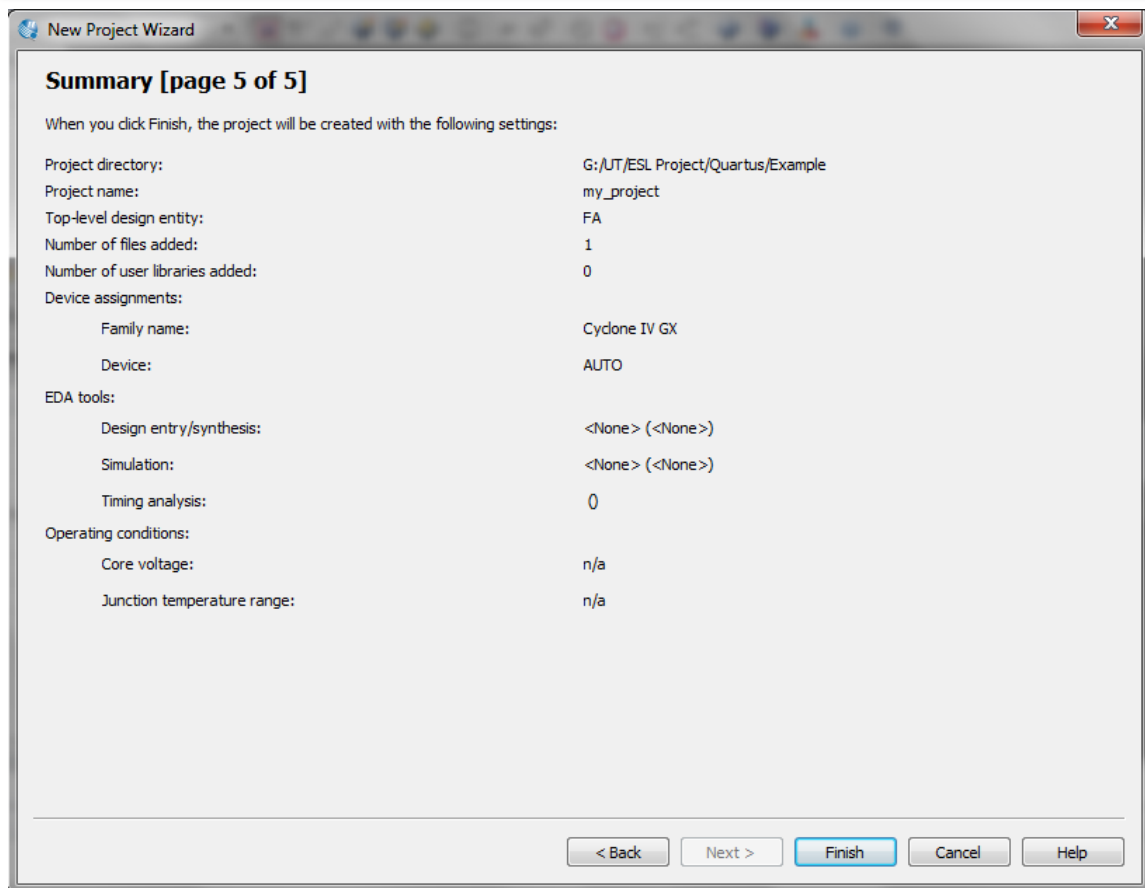 New Project Wizard
Summary [page 5 of 5]
When you click Finish, the project will be created with the following settings:
Project directory: G:/UT/ESL Project/Quartus/Example
Project name: my_project
Top-level design entity: FA
Number of files added: 1
Number of user libraries added: 0
Device assignments:
Family name: Cyclone IV GX
Device: AUTO
EDA tools:
Design entry/synthesis: <None> (<None>)
Simulation: <None> (<None>)
Timing analysis: ()
Operating conditions:
Core voltage: n/a
Junction temperature range: n/a
< Back Next > Finish Cancel Help